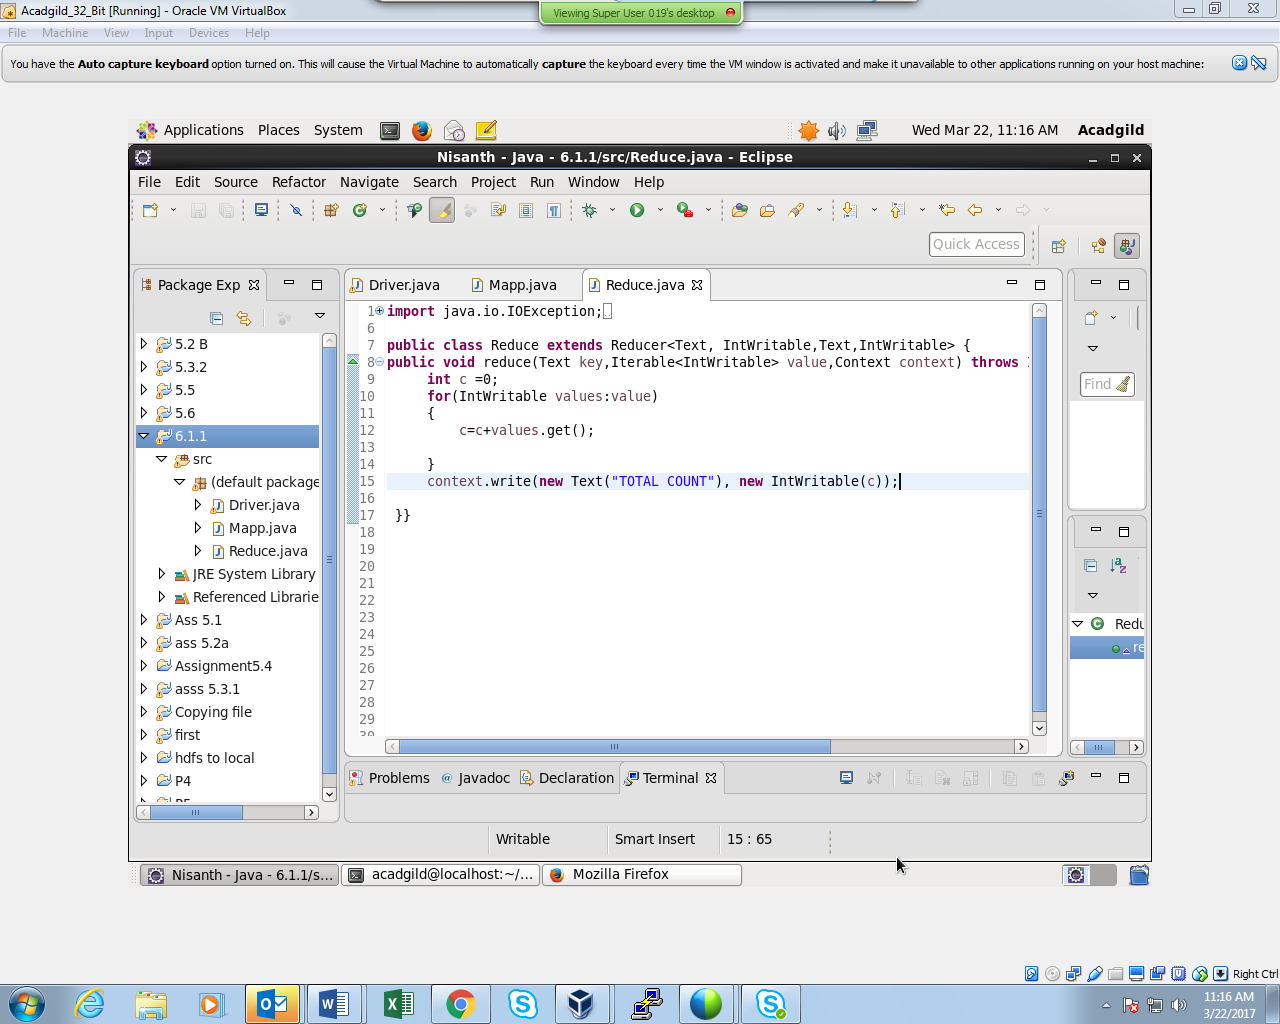 Acadgild_32_Bit [Running] - Oracle VM VirtualBox
Viewing Super User 019's desktop
File Machine View Input Devices Help
You have the Auto capture keyboard option turned on. This will cause the Virtual Machine to automatically capture the keyboard every time the VM window is activated and make it unavailable to other applications running on your host machine:
Applications Places System
Wed Mar 22, 11:16 AM Acadgild
Nisanth - Java - 6.1.1/src/Reduce.java - Eclipse
File Edit Source Refactor Navigate Search Project Run Window Help
Quick Access
Package Exp
5.2 B
5.3.2
5.5
5.6
6.1.1
src
(default package
Driver.java
Mapp.java
Reduce.java
JRE System Library
Referenced Librarie
Ass 5.1
ass 5.2a
Assignment5.4
asss 5.3.1
Copying file
first
hdfs to local
P4
Driver.java Mapp.java Reduce.java
1 import java.io.IOException;
6
7 public class Reduce extends Reducer<Text, IntWritable,Text,IntWritable> {
8 public void reduce(Text key,Iterable<IntWritable> value,Context context) throws
9 int c =0;
10 for(IntWritable values:value)
11 {
12 c=c+values.get();
13
14 }
15 context.write(new Text("TOTAL COUNT"), new IntWritable(c));
16
17 }}
18
19
20
21
22
23
24
25
26
27
28
29
30
Find
Redu
re
Problems @ Javadoc Declaration Terminal
Writable Smart Insert 15 : 65
Nisanth - Java - 6.1.1/s... acadgild@localhost:~/... Mozilla Firefox
Right Ctrl
11:16 AM
3/22/2017